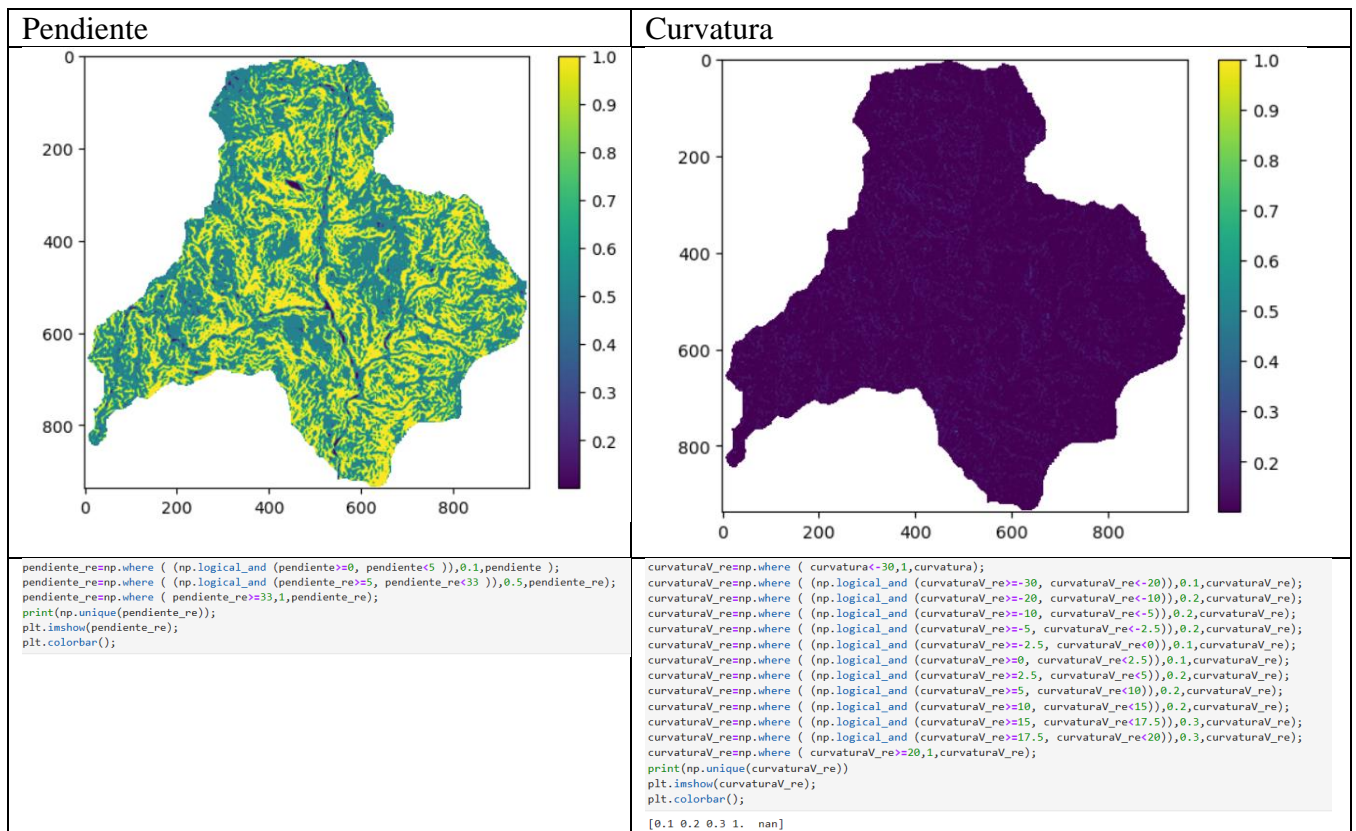 Pendiente
Curvatura
0
200
400
600
800
0
200
400
600
800
1.0
0.9
0.8
0.7
0.6
0.5
0.4
0.3
0.2
0
200
400
600
800
0
200
400
600
800
1.0
0.9
0.8
0.7
0.6
0.5
0.4
0.3
0.2
pendiente_re=np.where ( (np.logical_and (pendiente>=0, pendiente<5 )),0.1,pendiente );
pendiente_re=np.where ( (np.logical_and (pendiente_re>=5, pendiente_re<33 )),0.5,pendiente_re);
pendiente_re=np.where ( pendiente_re>=33,1,pendiente_re);
print(np.unique(pendiente_re));
plt.imshow(pendiente_re);
plt.colorbar();
curvaturaV_re=np.where ( curvatura<-30,1,curvatura);
curvaturaV_re=np.where ( (np.logical_and (curvaturaV_re>=-30, curvaturaV_re<-20)),0.1,curvaturaV_re);
curvaturaV_re=np.where ( (np.logical_and (curvaturaV_re>=-20, curvaturaV_re<-10)),0.2,curvaturaV_re);
curvaturaV_re=np.where ( (np.logical_and (curvaturaV_re>=-10, curvaturaV_re<-5)),0.2,curvaturaV_re);
curvaturaV_re=np.where ( (np.logical_and (curvaturaV_re>=-5, curvaturaV_re<-2.5)),0.2,curvaturaV_re);
curvaturaV_re=np.where ( (np.logical_and (curvaturaV_re>=-2.5, curvaturaV_re<0)),0.1,curvaturaV_re);
curvaturaV_re=np.where ( (np.logical_and (curvaturaV_re>=0, curvaturaV_re<2.5)),0.1,curvaturaV_re);
curvaturaV_re=np.where ( (np.logical_and (curvaturaV_re>=2.5, curvaturaV_re<5)),0.2,curvaturaV_re);
curvaturaV_re=np.where ( (np.logical_and (curvaturaV_re>=5, curvaturaV_re<10)),0.2,curvaturaV_re);
curvaturaV_re=np.where ( (np.logical_and (curvaturaV_re>=10, curvaturaV_re<15)),0.2,curvaturaV_re);
curvaturaV_re=np.where ( (np.logical_and (curvaturaV_re>=15, curvaturaV_re<17.5)),0.3,curvaturaV_re);
curvaturaV_re=np.where ( (np.logical_and (curvaturaV_re>=17.5, curvaturaV_re<20)),0.3,curvaturaV_re);
curvaturaV_re=np.where ( curvaturaV_re>=20,1,curvaturaV_re);
print(np.unique(curvaturaV_re))
plt.imshow(curvaturaV_re);
plt.colorbar();
[0.1 0.2 0.3 1.  nan]